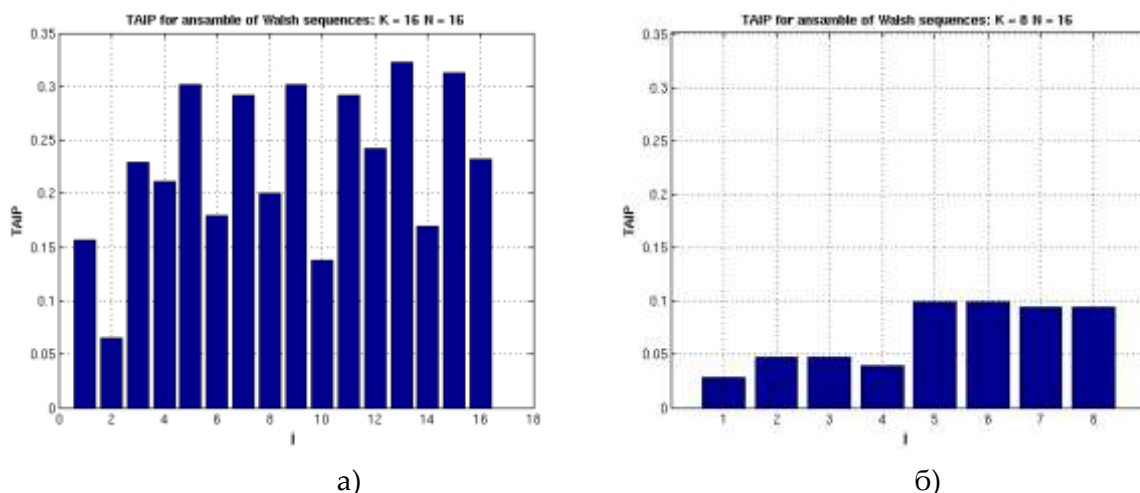 TAIP for ansamble of Walsh sequences: K = 16 N = 16
0.35
0.3
0.25
0.2
0.15
0.1
0.05
0
TAIP
0 2 4 6 8 10 12 14 16 18
I
а)
TAIP for ansamble of Walsh sequences: K = 8 N = 16
0.35
0.3
0.25
0.2
0.15
0.1
0.05
0
TAIP
1 2 3 4 5 6 7 8
I
б)